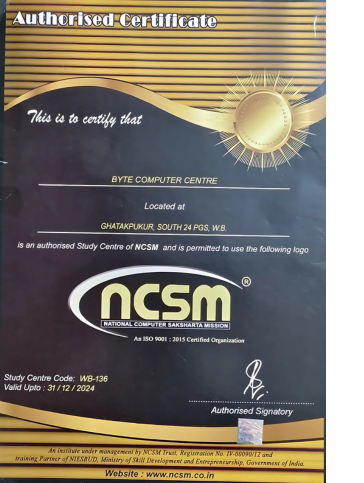 Authorised Certificate
This is to certify that
BYTE COMPUTER CENTRE
Located at
GHATAKPUKUR, SOUTH 24 PGS, W.B.
is an authorised Study Centre of NCSM and is permitted to use the following logo
ncsm®
NATIONAL COMPUTER SAKSHARTA MISSION
An ISO 9001 : 2015 Certified Organization
Study Centre Code: WB-136
Valid Upto : 31 / 12 / 2024
Authorised Signatory
An institute under management by NCSM Trust, Registration No. IV-00090/12 and
training Partner of NIESBUD, Ministry of Skill Development and Entrepreneurship, Government of India.
Website : www.ncsm.co.in